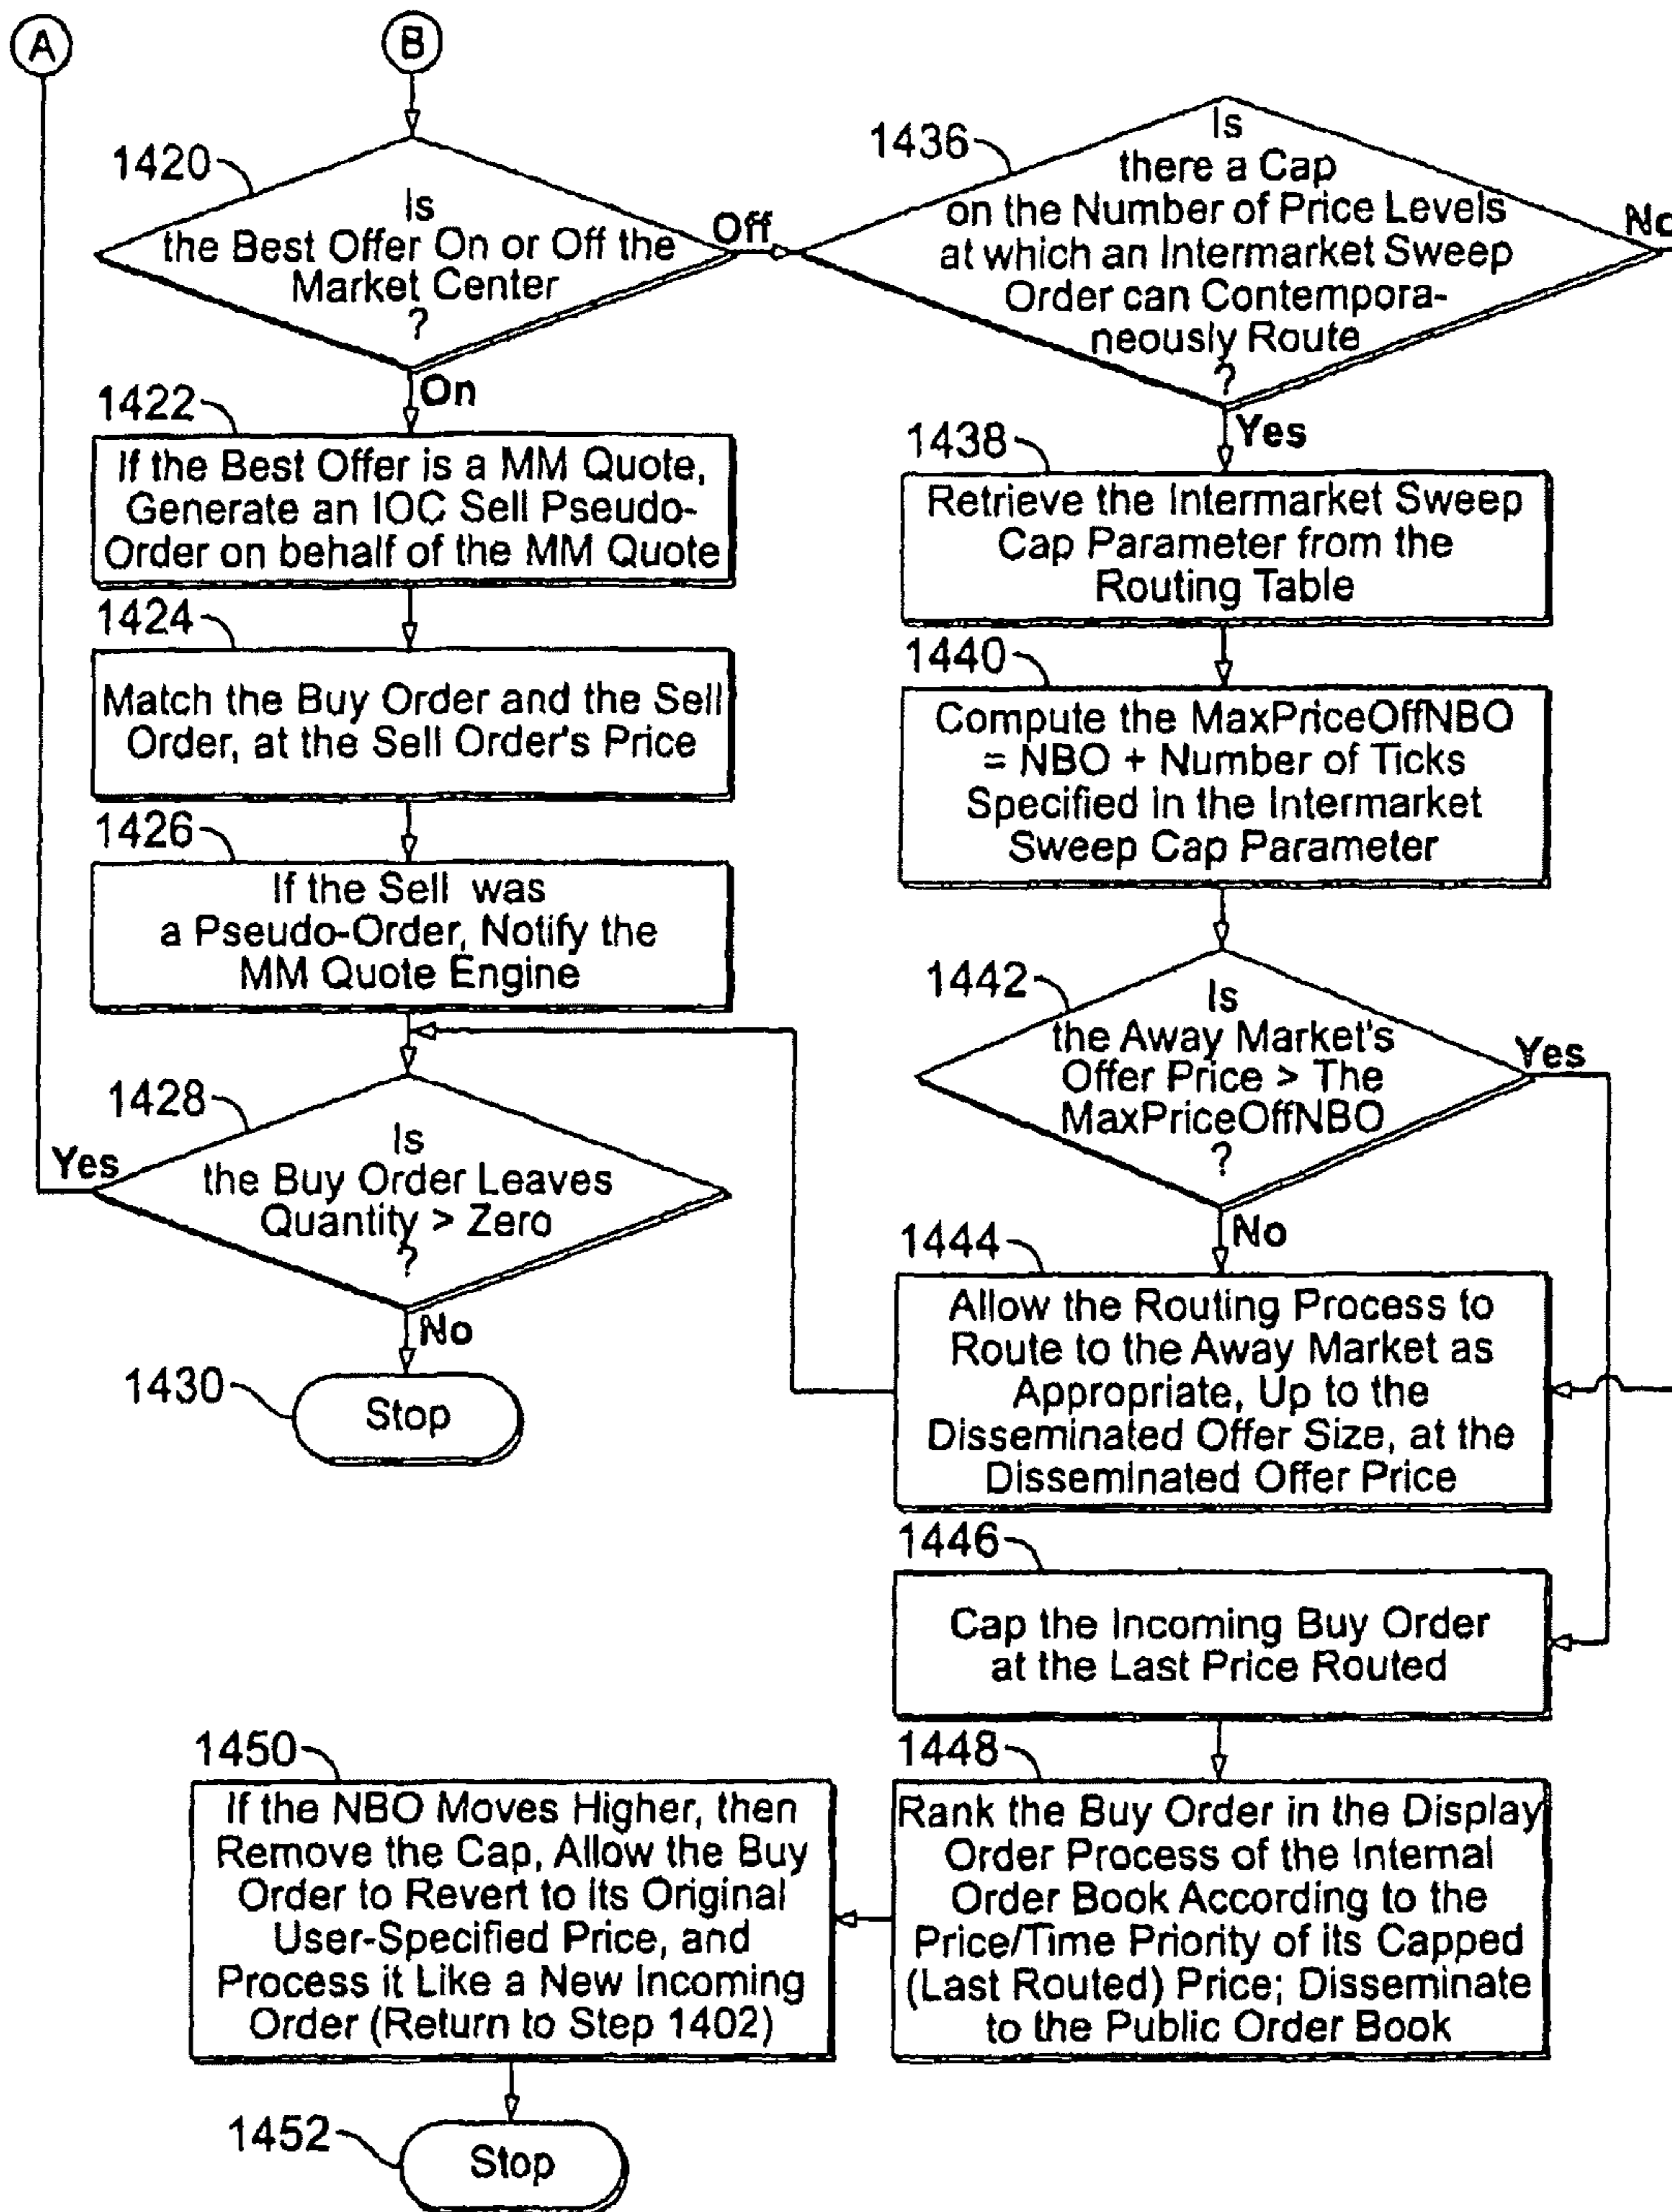 A
B
1420
Is
the Best Offer On or Off the
Market Center
?
Off
On
1422
If the Best Offer is a MM Quote,
Generate an IOC Sell Pseudo-
Order on behalf of the MM Quote
1424
Match the Buy Order and the Sell
Order, at the Sell Order's Price
1426
If the Sell was
a Pseudo-Order, Notify the
MM Quote Engine
1428
Is
the Buy Order Leaves
Quantity > Zero
?
Yes
No
1430
Stop
1436
Is
there a Cap
on the Number of Price Levels
at which an Intermarket Sweep
Order can Contempora-
neously Route
?
No
Yes
1438
Retrieve the Intermarket Sweep
Cap Parameter from the
Routing Table
1440
Compute the MaxPriceOffNBO
= NBO + Number of Ticks
Specified in the Intermarket
Sweep Cap Parameter
1442
Is
the Away Market's
Offer Price > The
MaxPriceOffNBO
?
Yes
No
1444
Allow the Routing Process to
Route to the Away Market as
Appropriate, Up to the
Disseminated Offer Size, at the
Disseminated Offer Price
1446
Cap the Incoming Buy Order
at the Last Price Routed
1448
Rank the Buy Order in the Display
Order Process of the Internal
Order Book According to the
Price/Time Priority of its Capped
(Last Routed) Price; Disseminate
to the Public Order Book
1450
If the NBO Moves Higher, then
Remove the Cap, Allow the Buy
Order to Revert to Its Original
User-Specified Price, and
Process it Like a New Incoming
Order (Return to Step 1402)
1452
Stop